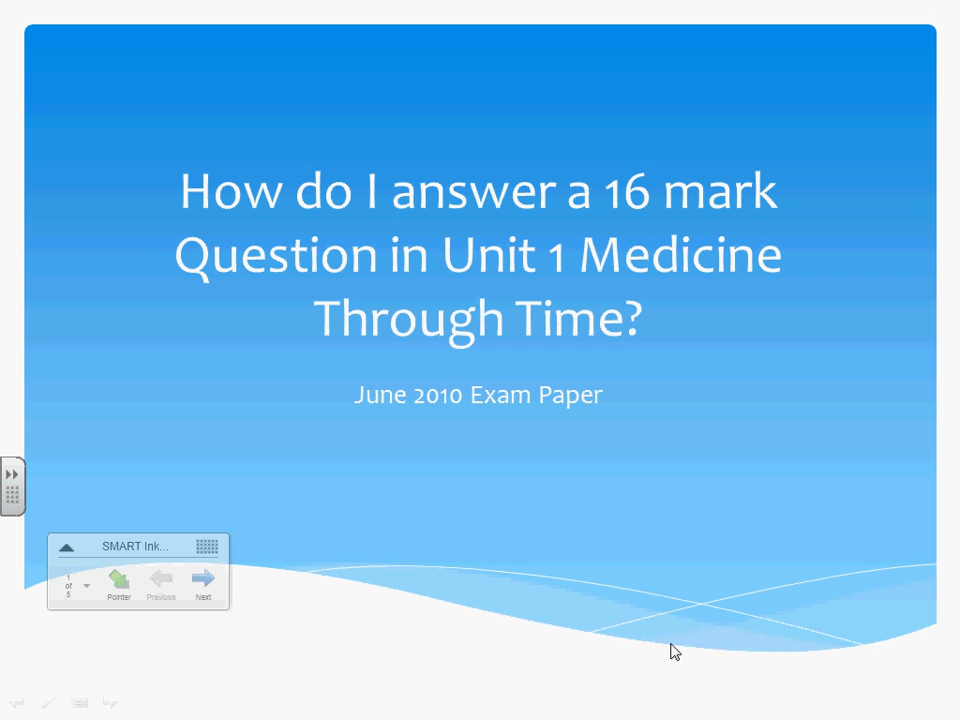 How do I answer a 16 mark
Question in Unit 1 Medicine
Through Time?
June 2010 Exam Paper
SMART Ink...
1
of
5
Pointer
Previous
Next